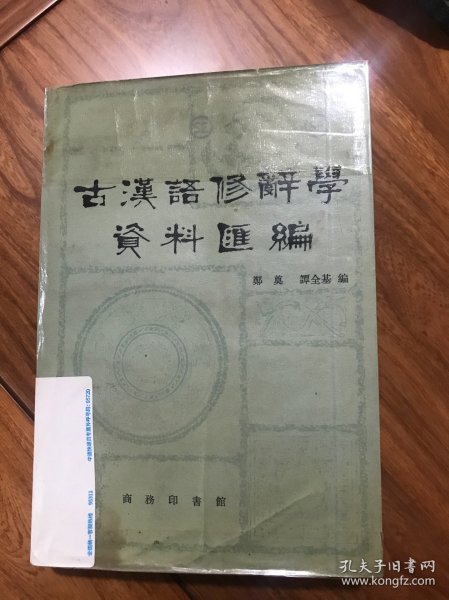 古漢語修辭學
資料匯編
鄭奠 譚全基 編
商務印書館
孔夫子旧书网
www.kongfz.com